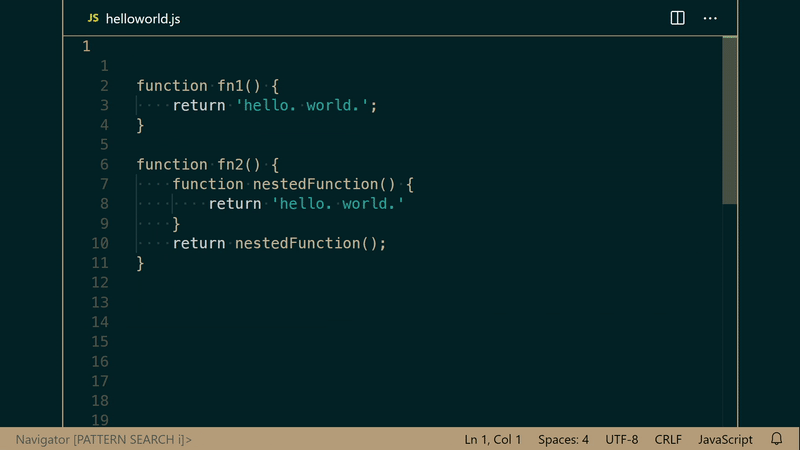 JS helloworld.js ...
1
1
2 function fn1() {
3 return 'hello. world.';
4 }
5
6 function fn2() {
7 function nestedFunction() {
8 return 'hello. world.'
9 }
10 return nestedFunction();
11 }
12
13
14
15
16
17
18
19
Navigator [PATTERN SEARCH i]> Ln 1, Col 1 Spaces: 4 UTF-8 CRLF JavaScript